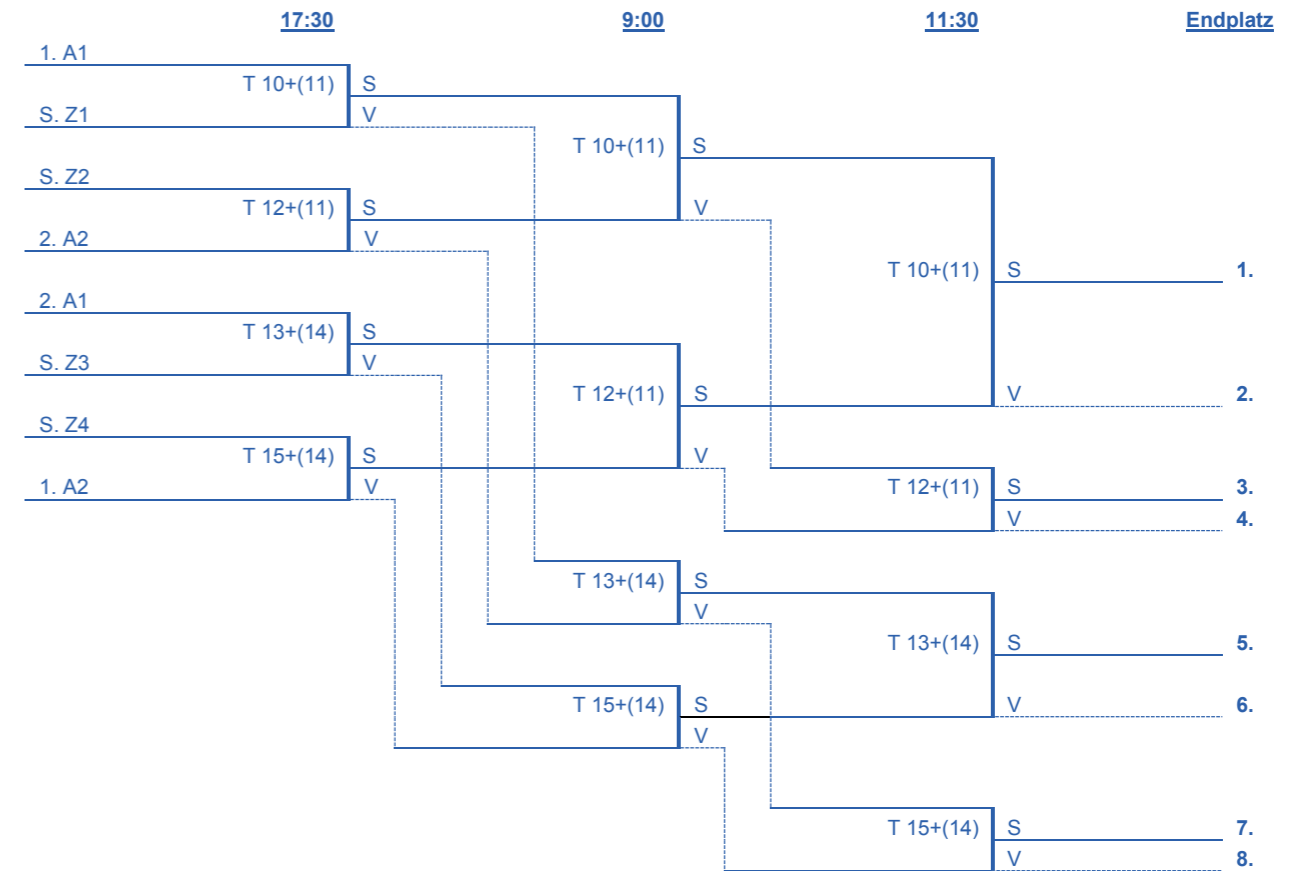 17:30 9:00 11:30 Endplatz
1. A1
T 10+(11) S
S. Z1 V
T 10+(11) S
S. Z2
T 12+(11) S V
2. A2 V
T 10+(11) S 1.
2. A1
T 13+(14) S
S. Z3 V
T 12+(11) S V 2.
S. Z4
T 15+(14) S V
1. A2 V T 12+(11) S 3.
V 4.
T 13+(14) S
V
T 13+(14) S 5.
T 15+(14) S V 6.
V
T 15+(14) S 7.
V 8.